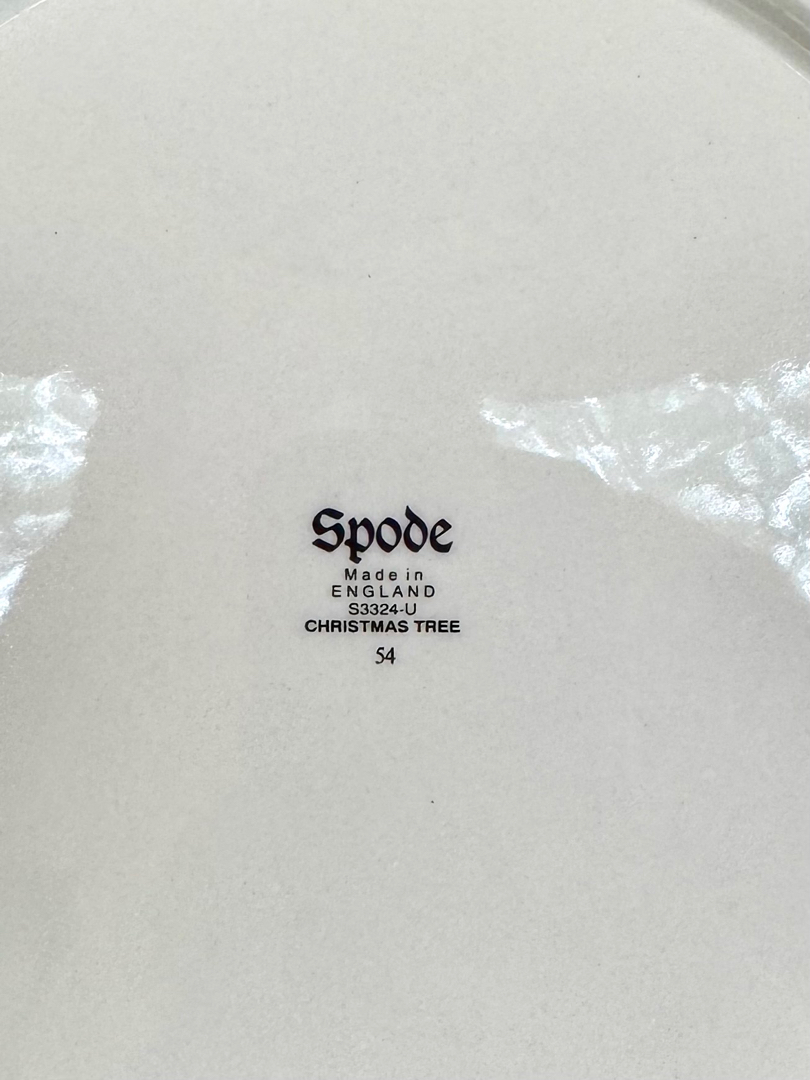 Spode
Made in
ENGLAND
S3324-U
CHRISTMAS TREE
54